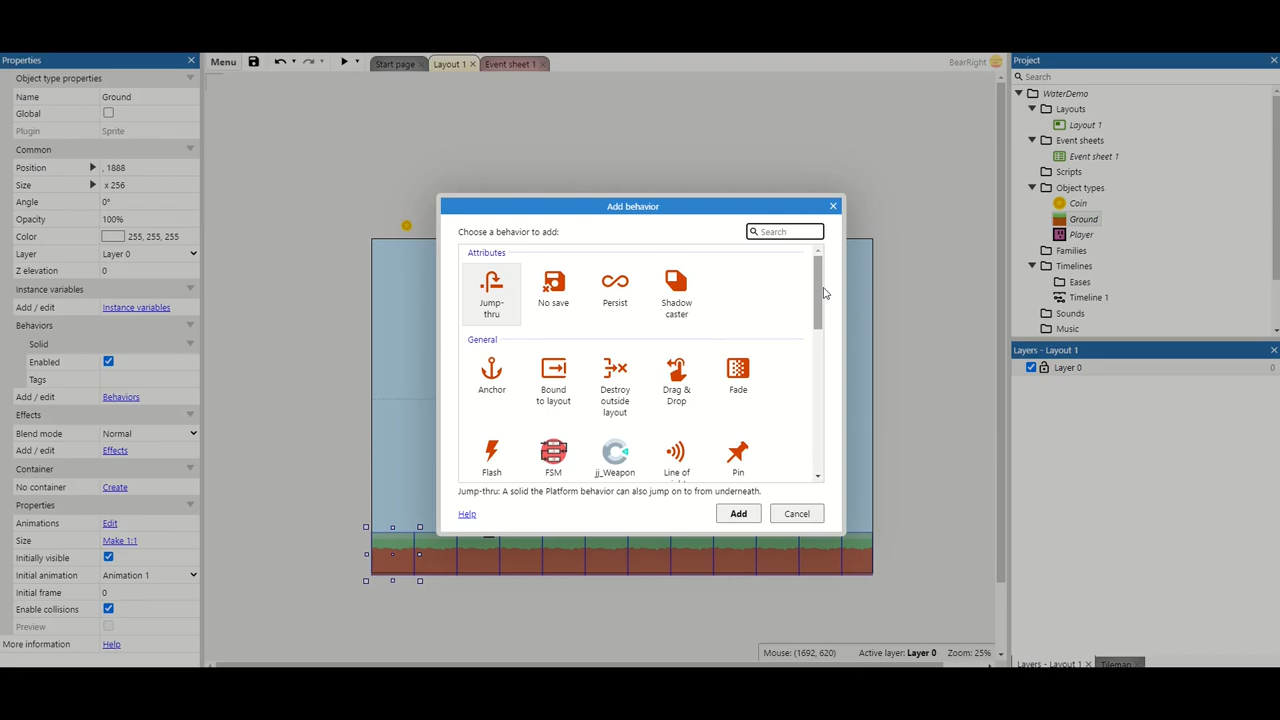 Properties
Menu
Start page
Layout 1
Event sheet 1
BearRight
Project
Object type properties
Search
Name Ground
WaterDemo
Global
Layouts
Plugin Sprite
Layout 1
Common
Event sheets
Position , 1888
Event sheet 1
Size x 256
Scripts
Angle 0°
Object types
Opacity 100%
Coin
Color 255, 255, 255
Ground
Layer Layer 0
Player
Z elevation 0
Families
Instance variables
Timelines
Add / edit Instance variables
Eases
Behaviors
Timeline 1
Solid
Sounds
Enabled
Music
Tags
Layers - Layout 1
Add / edit Behaviors
Layer 0 0
Effects
Blend mode Normal
Add / edit Effects
Container
No container Create
Properties
Animations Edit
Size Make 1:1
Initially visible
Initial animation Animation 1
Initial frame 0
Enable collisions
Preview
More information Help
Add behavior
Choose a behavior to add:
Search
Attributes
Jump-
thru
No save
Persist
Shadow
caster
General
Anchor
Bound
to layout
Destroy
outside
layout
Drag &
Drop
Fade
Flash
FSM
jj_Weapon
Line of
Pin
Jump-thru: A solid the Platform behavior can also jump on to from underneath.
Help
Add
Cancel
Mouse: (1692, 620) Active layer: Layer 0 Zoom: 25%
Layers - Layout 1
Tilemap